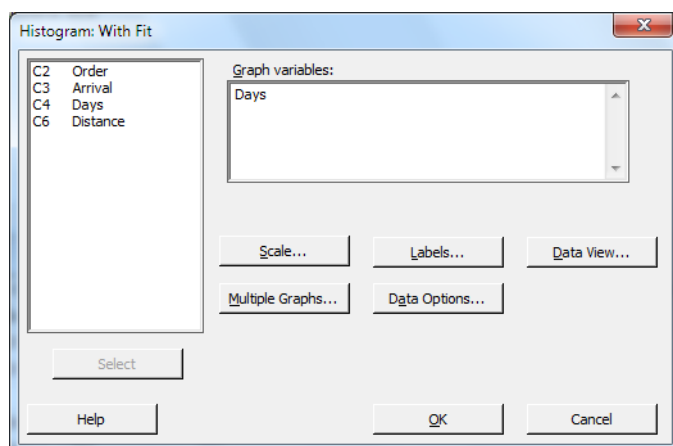 Histogram: With Fit
C2 Order
C3 Arrival
C4 Days
C6 Distance
Graph variables:
Days
Scale...
Labels...
Data View...
Multiple Graphs...
Data Options...
Select
Help
OK
Cancel